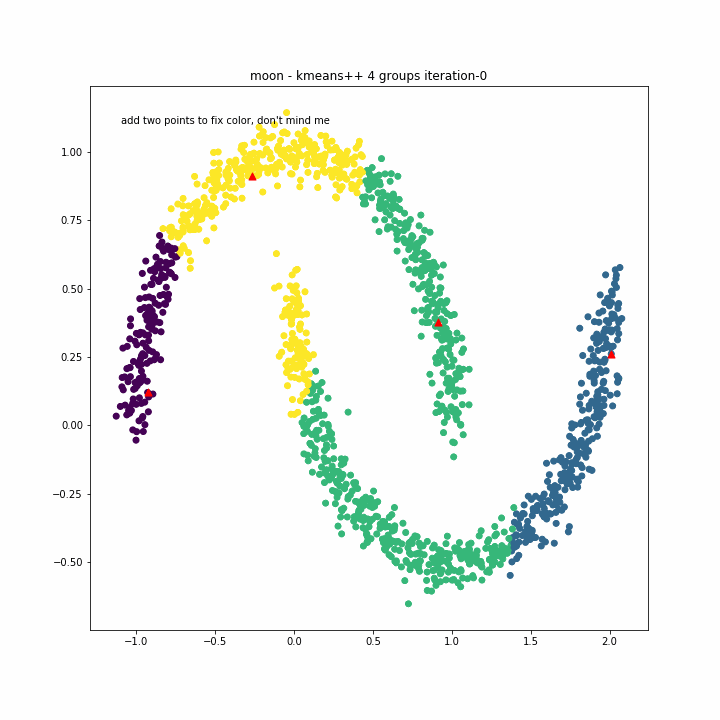 moon - kmeans++ 4 groups iteration-0
add two points to fix color, don't mind me
1.00
0.75
0.50
0.25
0.00
−0.25
−0.50
−1.0 −0.5 0.0 0.5 1.0 1.5 2.0